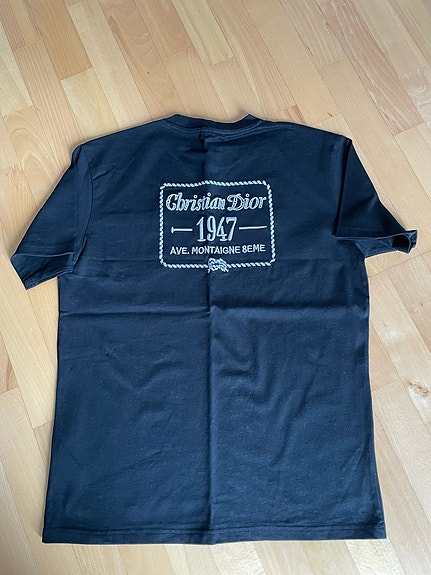 Christian Dior
1947
AVE. MONTAIGNE 8EME